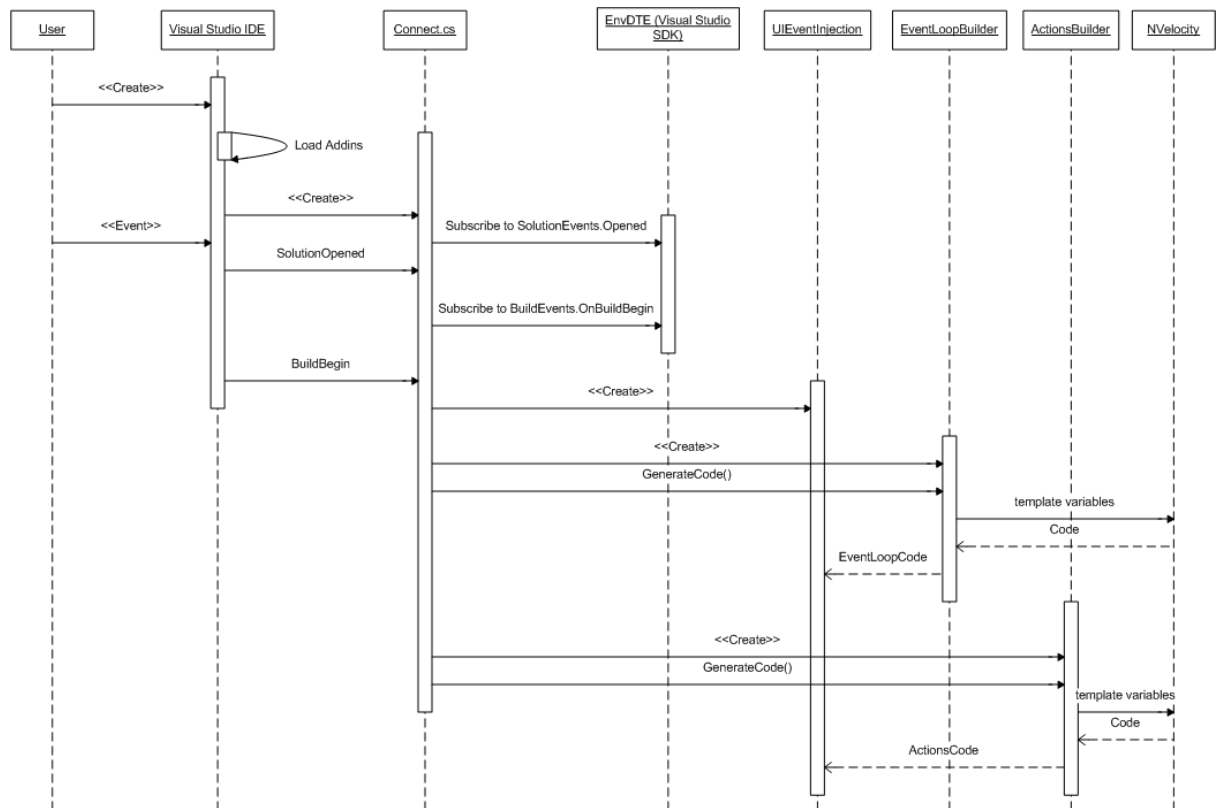 User
Visual Studio IDE
Connect.cs
EnvDTE (Visual Studio
SDK)
UIEventInjection
EventLoopBuilder
ActionsBuilder
NVelocity
<<Create>>
Load Addins
<<Create>>
<<Event>>
Subscribe to SolutionEvents.Opened
SolutionOpened
Subscribe to BuildEvents.OnBuildBegin
BuildBegin
<<Create>>
<<Create>>
GenerateCode()
template variables
Code
EventLoopCode
<<Create>>
GenerateCode()
template variables
Code
ActionsCode